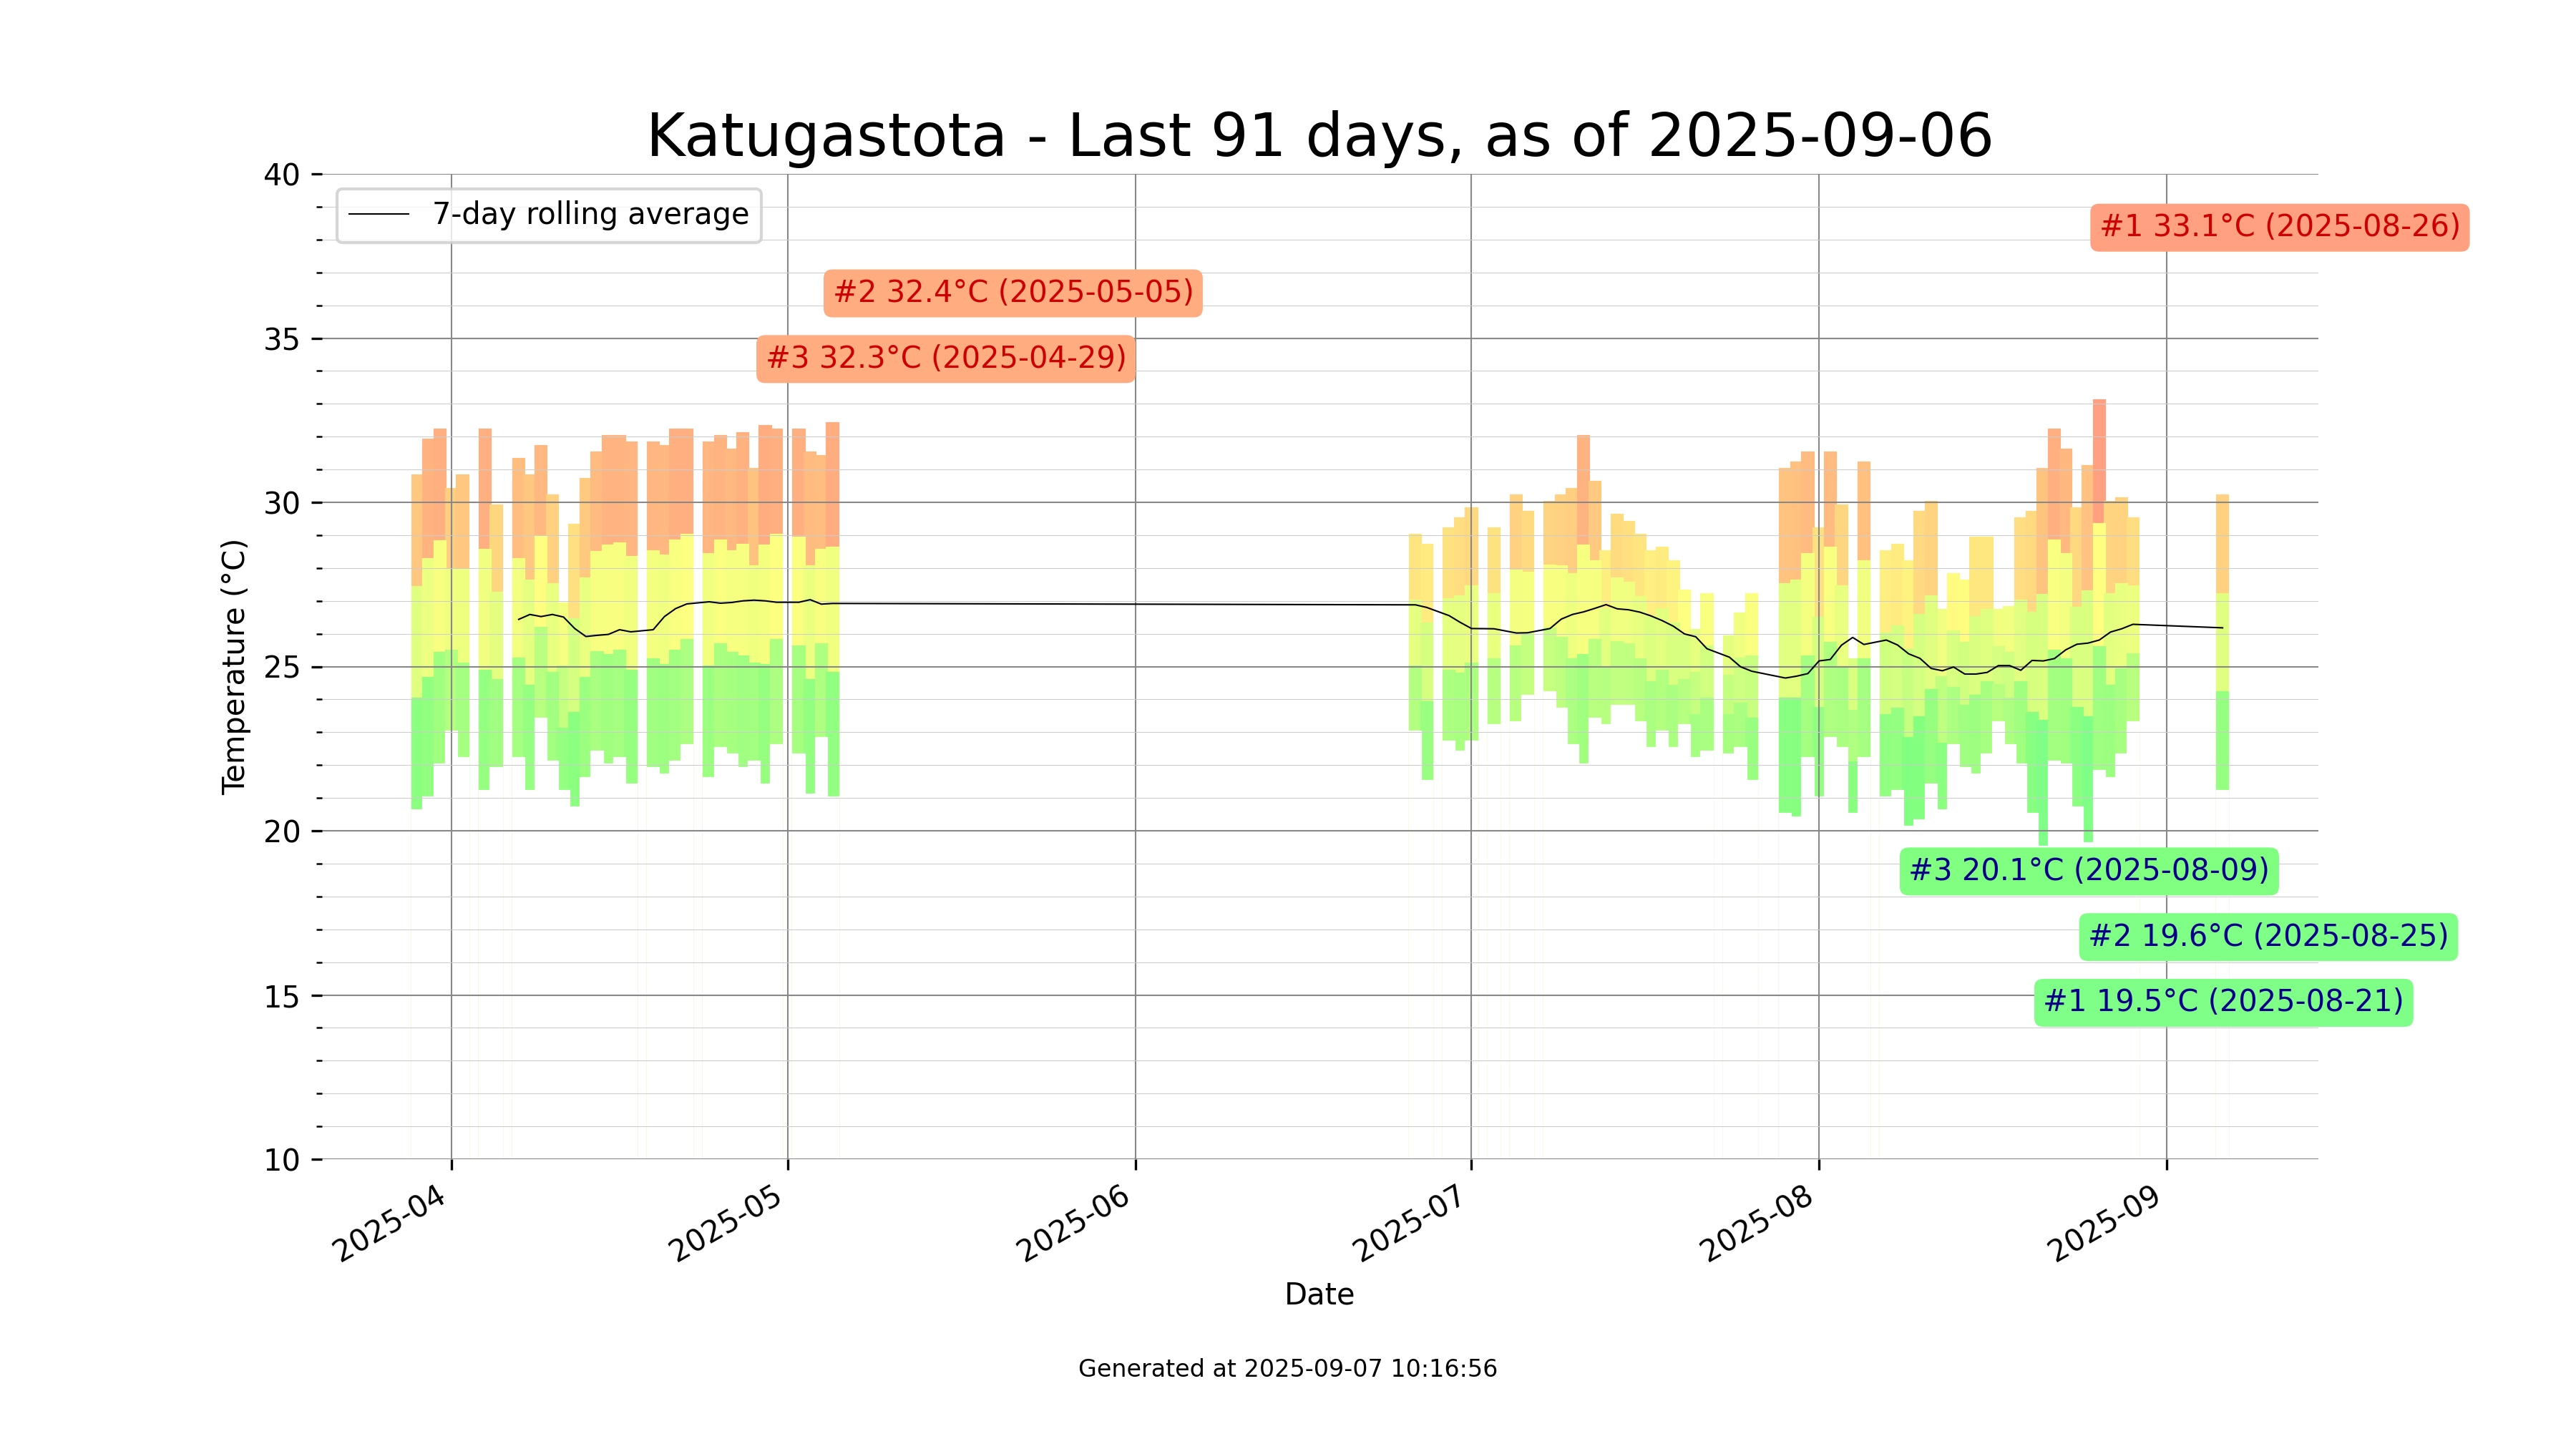 Katugastota - Last 91 days, as of 2025-09-06
7-day rolling average
#1 33.1°C (2025-08-26)
#2 32.4°C (2025-05-05)
#3 32.3°C (2025-04-29)
#3 20.1°C (2025-08-09)
#2 19.6°C (2025-08-25)
#1 19.5°C (2025-08-21)
Temperature (°C)
40
35
30
25
20
15
10
2025-04
2025-05
2025-06
2025-07
2025-08
2025-09
Date
Generated at 2025-09-07 10:16:56